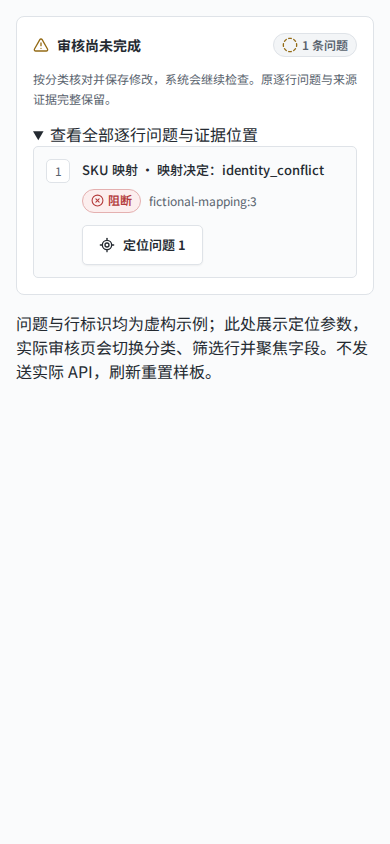 审核尚未完成
1 条问题
按分类核对并保存修改，系统会继续检查。原逐行问题与来源
证据完整保留。
▼ 查看全部逐行问题与证据位置
1
SKU 映射 · 映射决定：identity_conflict
阻断
fictional-mapping:3
定位问题 1
问题与行标识均为虚构示例；此处展示定位参数，
实际审核页会切换分类、筛选行并聚焦字段。不发
送实际 API，刷新重置样板。